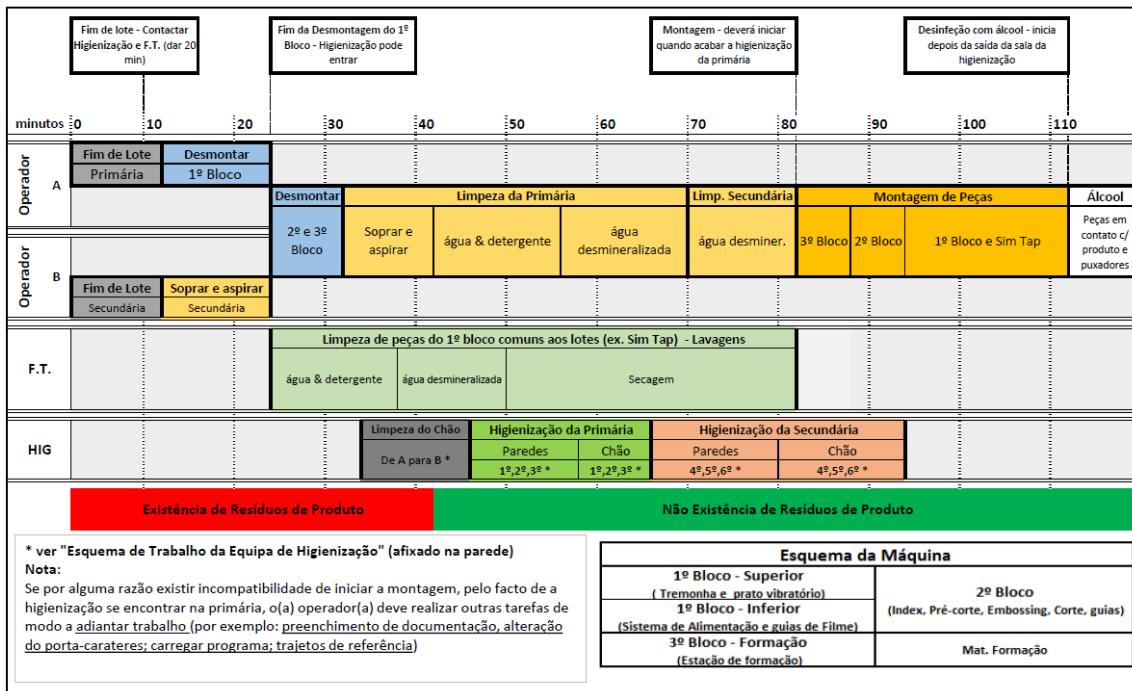 Fim de lote - Contactar
Higienização e F.T. (dar 20
min)
Fim da Desmontagem do 1º
Bloco - Higienização pode
entrar
Montagem - deverá iniciar
quando acabar a higienização
da primária
Desinfeção com álcool - inicia
depois da saída da sala da
higienização
minutos 0 10 20 30 40 50 60 70 80 90 100 110
Operador
A
Fim de Lote
Primária
Desmontar
1º Bloco
Desmontar
2º e 3º
Bloco
Limpeza da Primária
Soprar e
aspirar
água & detergente
água
desmineralizada
Limp. Secundária
água desminer.
Montagem de Peças
3º Bloco
2º Bloco
1º Bloco e Sim Tap
Álcool
Peças em
contato c/
produto e
puxadores
Operador
B
Fim de Lote
Secundária
Soprar e aspirar
Secundária
F.T.
Limpeza de peças do 1º bloco comuns aos lotes (ex. Sim Tap) - Lavagens
água & detergente
água desmineralizada
Secagem
HIG
Limpeza do Chão
De A para B *
Higienização da Primária
Paredes
Chão
1º,2º,3º *
1º,2º,3º *
Higienização da Secundária
Paredes
Chão
4º,5º,6º *
4º,5º,6º *
Existência de Resíduos de Produto
Não Existência de Resíduos de Produto
* ver "Esquema de Trabalho da Equipa de Higienização" (afixado na parede)
Nota:
Se por alguma razão existir incompatibilidade de iniciar a montagem, pelo facto de a
higienização se encontrar na primária, o(a) operador(a) deve realizar outras tarefas de
modo a adiantar trabalho (por exemplo: preenchimento de documentação, alteração
do porta-carateres; carregar programa; trajetos de referência)
Esquema da Máquina
1º Bloco - Superior
( Tremonha e prato vibratório)
1º Bloco - Inferior
(Sistema de Alimentação e guias de Filme)
3º Bloco - Formação
(Estação de formação)
2º Bloco
(Index, Pré-corte, Embossing, Corte, guias)
Mat. Formação